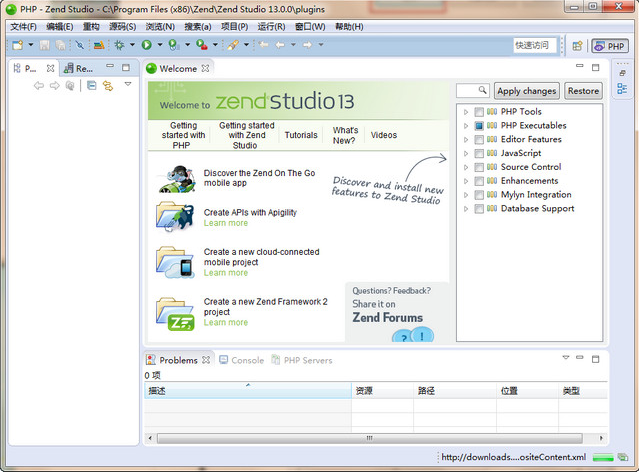 PHP - Zend Studio - C:\Program Files (x86)\Zend\Zend Studio 13.0.0\plugins
文件(F) 编辑(E) 重构 源码(S) 浏览(N) 搜索(a) 项目(P) 运行(R) 窗口(W) 帮助(H)
快速访问
PHP
P...
Re...
Welcome
Welcome to zend Studio 13
Getting started with PHP
Getting started with Zend Studio
Tutorials
What's New?
Videos
Discover the Zend On The Go
mobile app
Create APIs with Apigility
Learn more
Create a new cloud-connected
mobile project
Learn more
Create a new Zend Framework 2
project
Learn more
Discover and install new
features to Zend Studio
Questions? Feedback?
Share it on
Zend Forums
Apply changes
Restore
PHP Tools
PHP Executables
Editor Features
JavaScript
Source Control
Enhancements
Mylyn Integration
Database Support
Problems
Console
PHP Servers
0 项
描述 资源 路径 位置 类型
http://downloads....ositeContent.xml